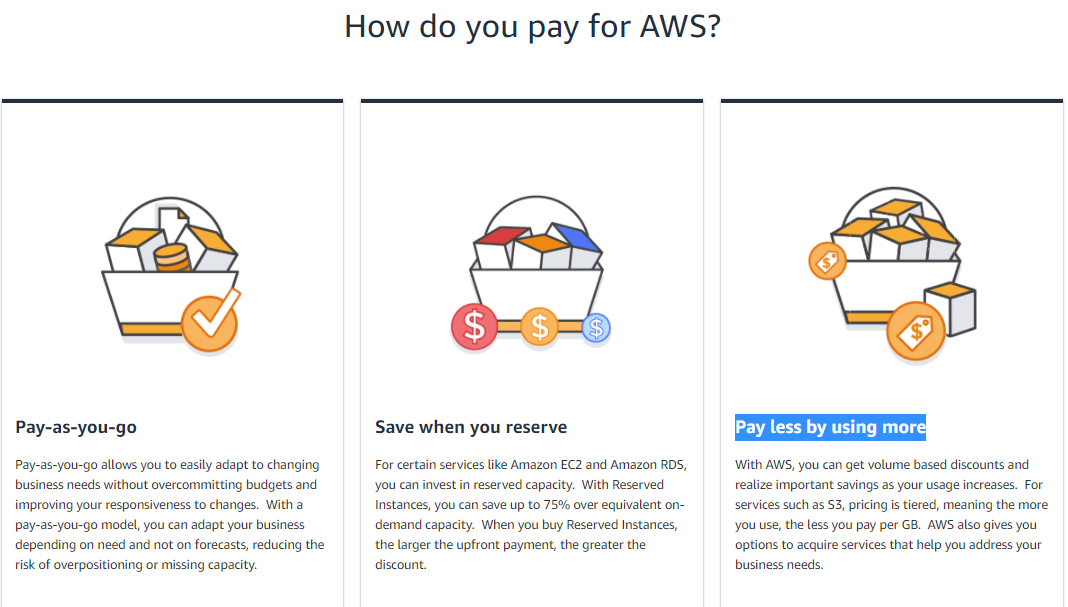 How do you pay for AWS?
Pay-as-you-go
Pay-as-you-go allows you to easily adapt to changing
business needs without overcommitting budgets and
improving your responsiveness to changes. With a
pay-as-you-go model, you can adapt your business
depending on need and not on forecasts, reducing the
risk of overpositioning or missing capacity.
Save when you reserve
For certain services like Amazon EC2 and Amazon RDS,
you can invest in reserved capacity. With Reserved
Instances, you can save up to 75% over equivalent on-
demand capacity. When you buy Reserved Instances,
the larger the upfront payment, the greater the
discount.
Pay less by using more
With AWS, you can get volume based discounts and
realize important savings as your usage increases. For
services such as S3, pricing is tiered, meaning the more
you use, the less you pay per GB. AWS also gives you
options to acquire services that help you address your
business needs.